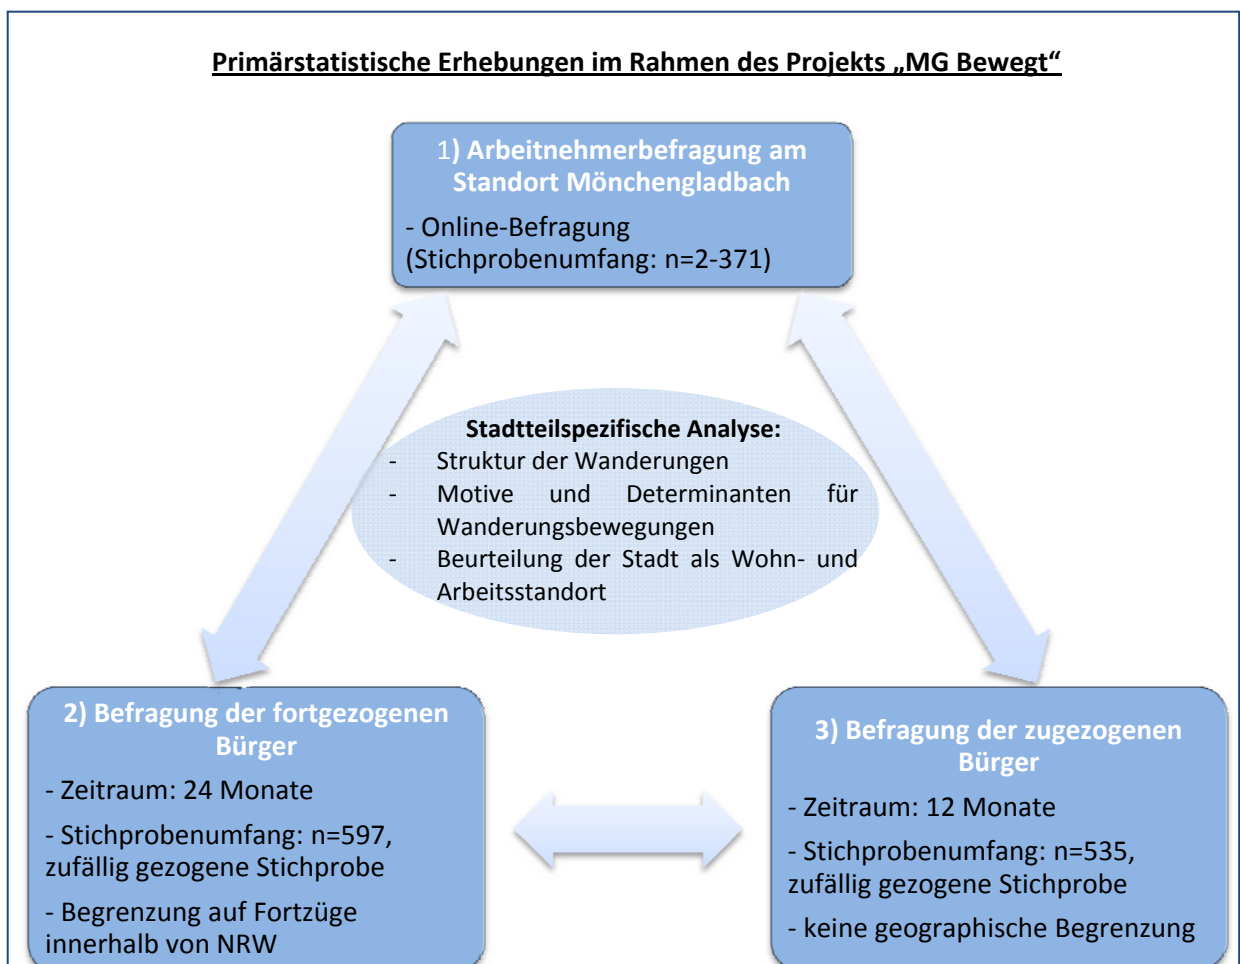 Primärstatistische Erhebungen im Rahmen des Projekts „MG Bewegt“
1) Arbeitnehmerbefragung am
Standort Mönchengladbach
- Online-Befragung
(Stichprobenumfang: n=2-371)
Stadtteilspezifische Analyse:
- Struktur der Wanderungen
- Motive und Determinanten für
Wanderungsbewegungen
- Beurteilung der Stadt als Wohn- und
Arbeitsstandort
2) Befragung der fortgezogenen
Bürger
- Zeitraum: 24 Monate
- Stichprobenumfang: n=597,
zufällig gezogene Stichprobe
- Begrenzung auf Fortzüge
innerhalb von NRW
3) Befragung der zugezogenen
Bürger
- Zeitraum: 12 Monate
- Stichprobenumfang: n=535,
zufällig gezogene Stichprobe
- keine geographische Begrenzung